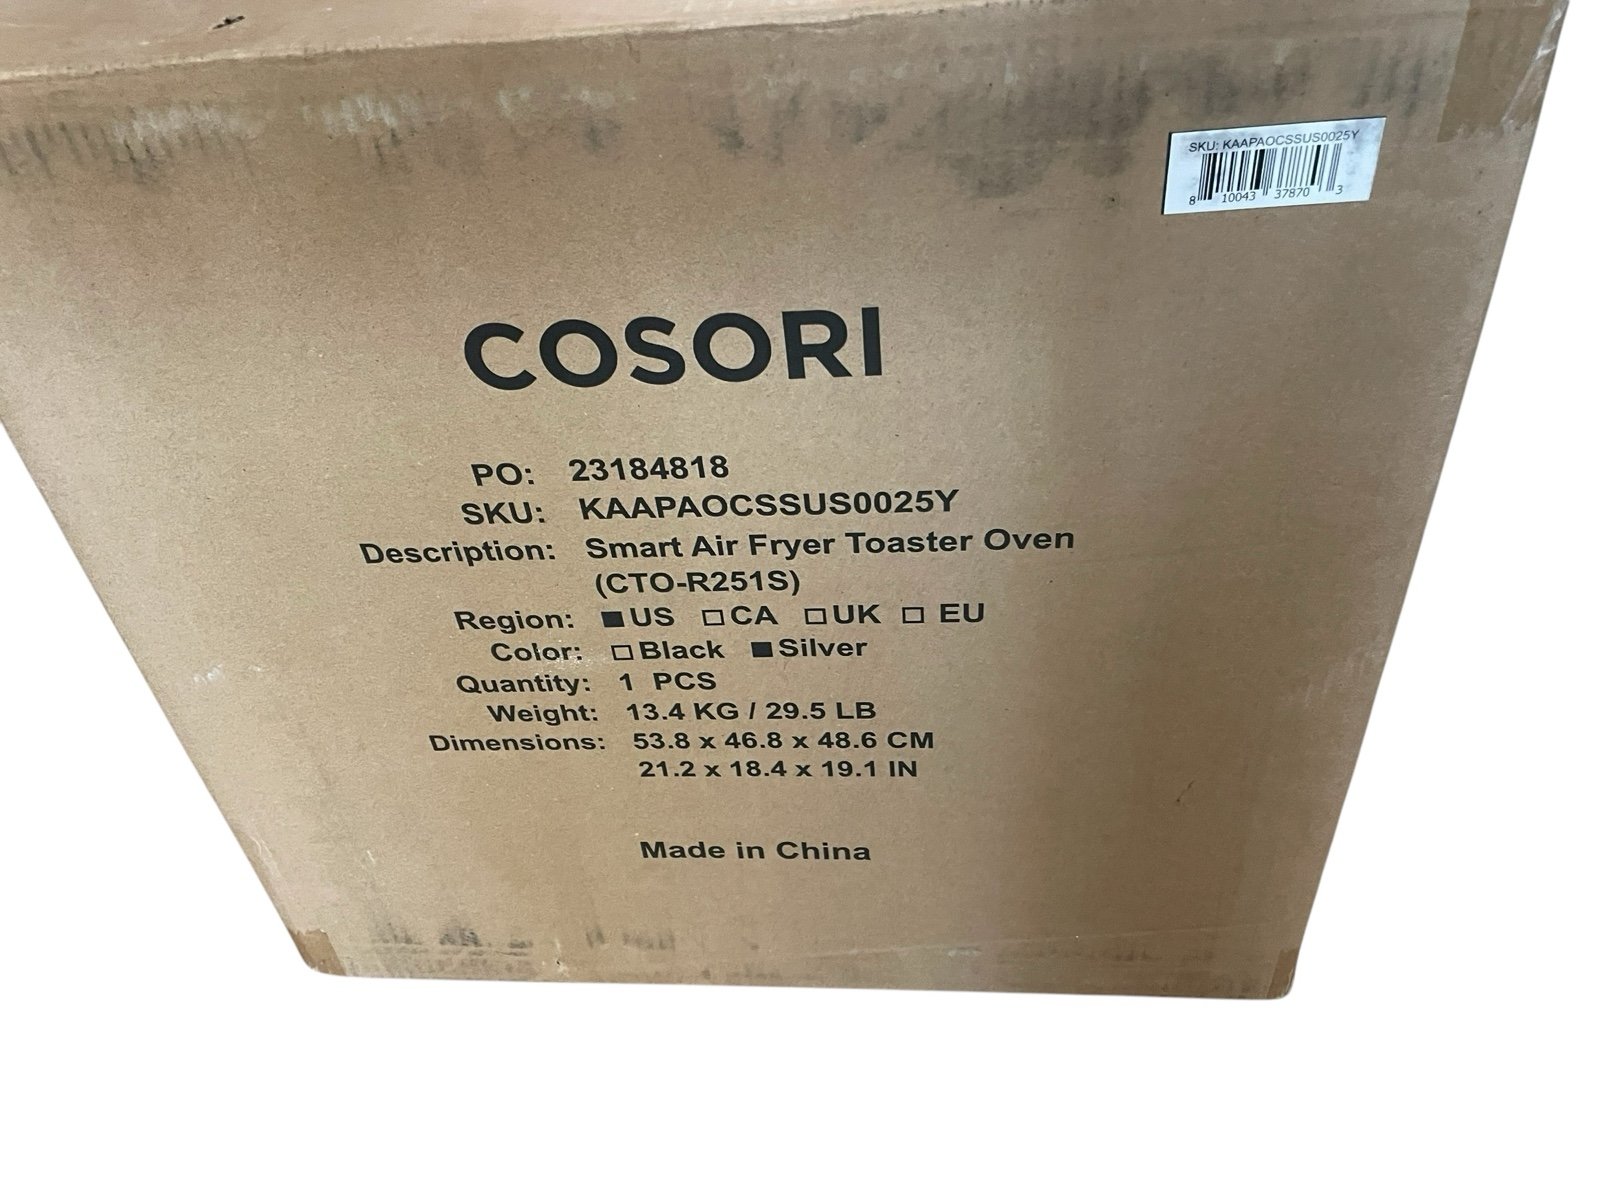 SKU: KAAPAOCSSUS0025Y
8 10043 37870 3
COSORI
PO: 23184818
SKU: KAAPAOCSSUS0025Y
Description: Smart Air Fryer Toaster Oven
(CTO-R251S)
Region: ■US □CA □UK □ EU
Color: □Black ■Silver
Quantity: 1 PCS
Weight: 13.4 KG / 29.5 LB
Dimensions: 53.8 x 46.8 x 48.6 CM
21.2 x 18.4 x 19.1 IN
Made in China